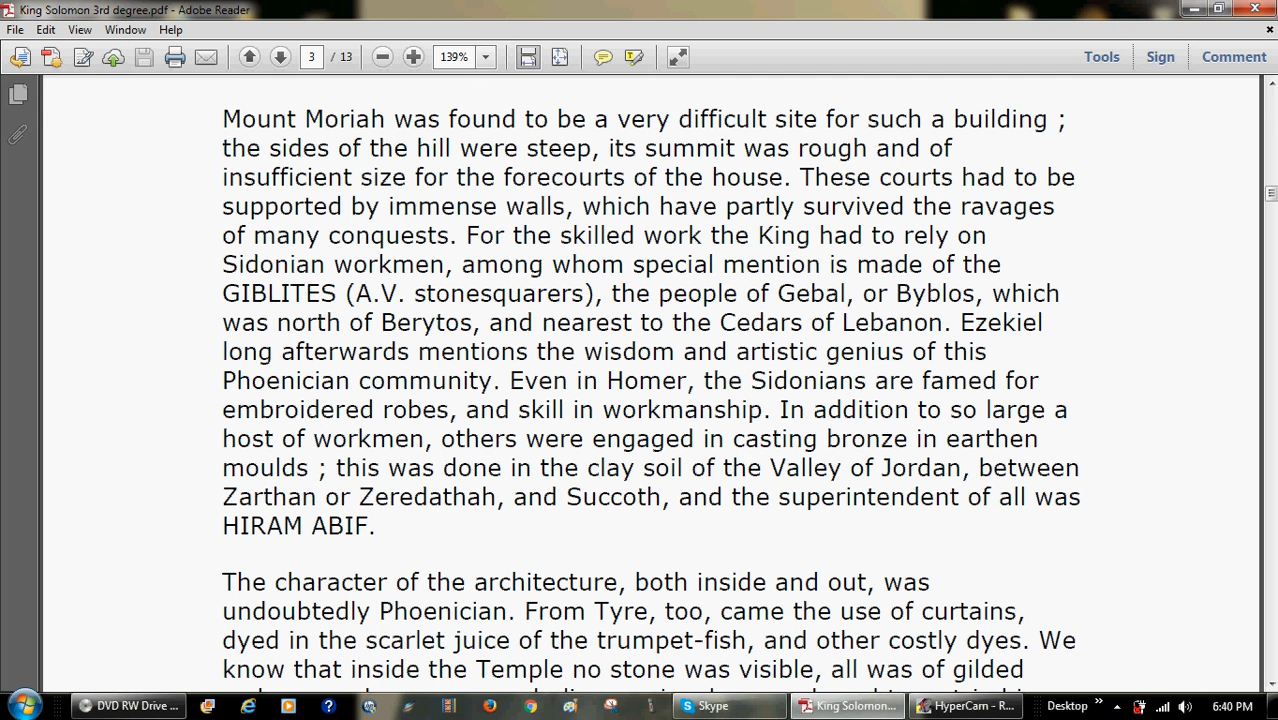 King Solomon 3rd degree.pdf - Adobe Reader
File Edit View Window Help
3 / 13 139% Tools Sign Comment
Mount Moriah was found to be a very difficult site for such a building ;
the sides of the hill were steep, its summit was rough and of
insufficient size for the forecourts of the house. These courts had to be
supported by immense walls, which have partly survived the ravages
of many conquests. For the skilled work the King had to rely on
Sidonian workmen, among whom special mention is made of the
GIBLITES (A.V. stonesquarers), the people of Gebal, or Byblos, which
was north of Berytos, and nearest to the Cedars of Lebanon. Ezekiel
long afterwards mentions the wisdom and artistic genius of this
Phoenician community. Even in Homer, the Sidonians are famed for
embroidered robes, and skill in workmanship. In addition to so large a
host of workmen, others were engaged in casting bronze in earthen
moulds ; this was done in the clay soil of the Valley of Jordan, between
Zarthan or Zeredathah, and Succoth, and the superintendent of all was
HIRAM ABIF.
The character of the architecture, both inside and out, was
undoubtedly Phoenician. From Tyre, too, came the use of curtains,
dyed in the scarlet juice of the trumpet-fish, and other costly dyes. We
know that inside the Temple no stone was visible, all was of gilded
DVD RW Drive ... Skype King Solomon... HyperCam - R... Desktop 6:40 PM